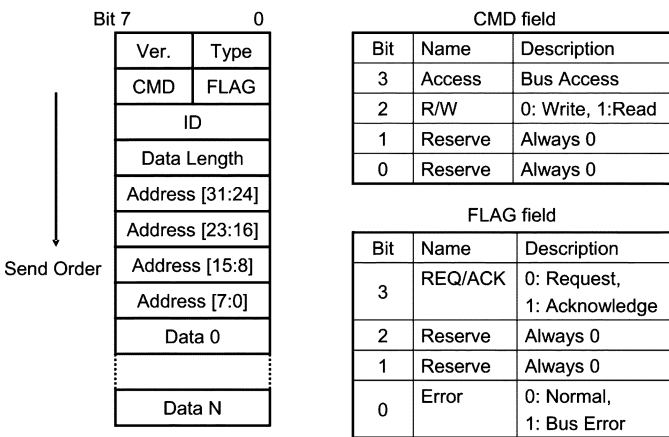 Bit 7 0
Ver. Type
CMD FLAG
ID
Data Length
Address [31:24]
Address [23:16]
Address [15:8]
Address [7:0]
Data 0
Data N
Send Order
CMD field
Bit Name Description
3 Access Bus Access
2 R/W 0: Write, 1:Read
1 Reserve Always 0
0 Reserve Always 0
FLAG field
Bit Name Description
3 REQ/ACK 0: Request,
1: Acknowledge
2 Reserve Always 0
1 Reserve Always 0
0 Error 0: Normal,
1: Bus Error